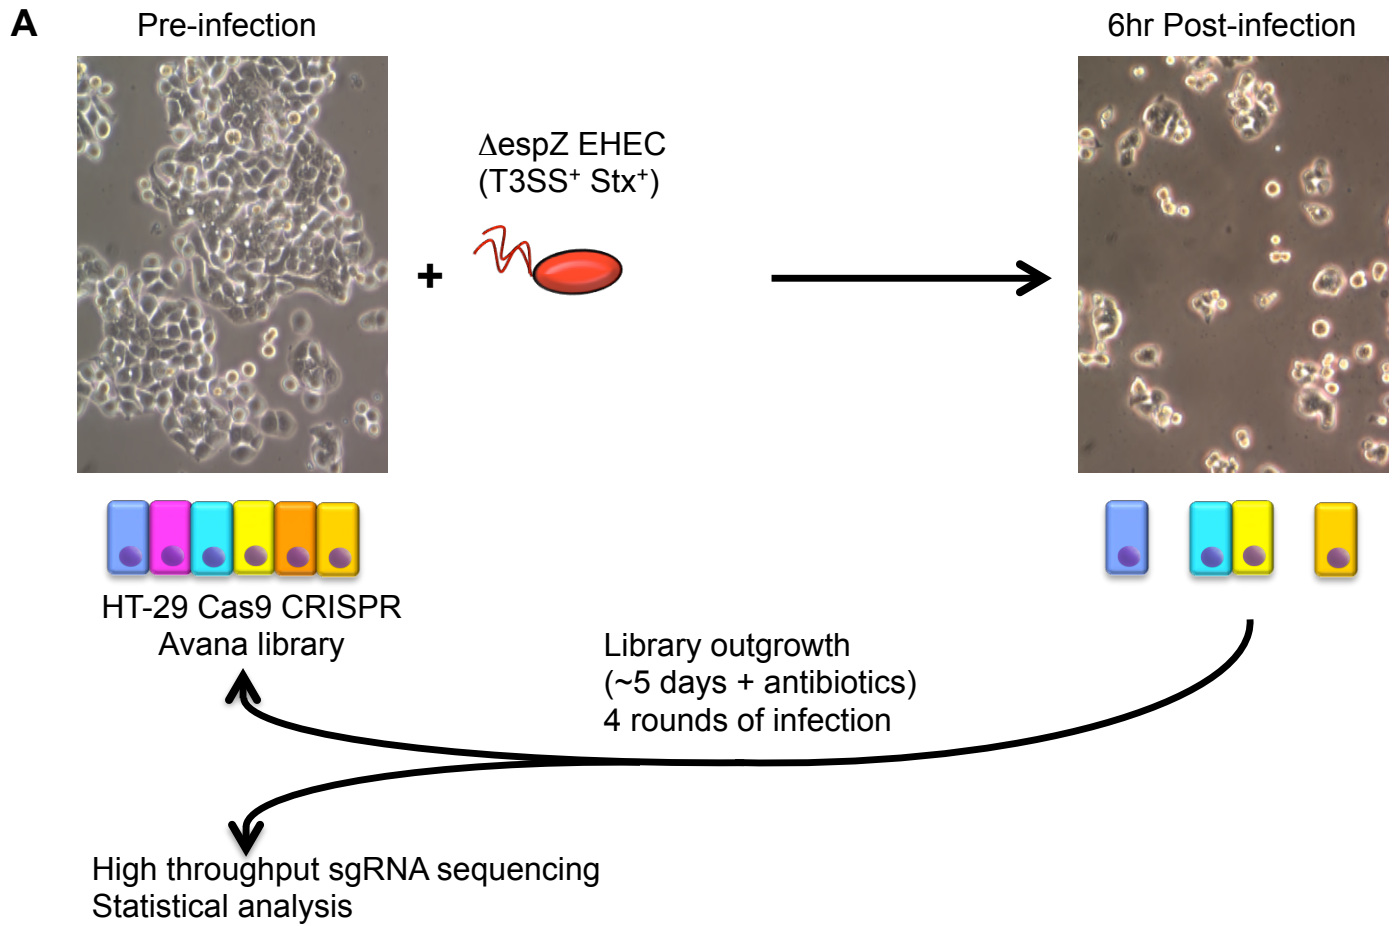 A
Pre-infection
6hr Post-infection
ΔespZ EHEC
(T3SS⁺ Stx⁺)
+
HT-29 Cas9 CRISPR
Avana library
Library outgrowth
(~5 days + antibiotics)
4 rounds of infection
High throughput sgRNA sequencing
Statistical analysis